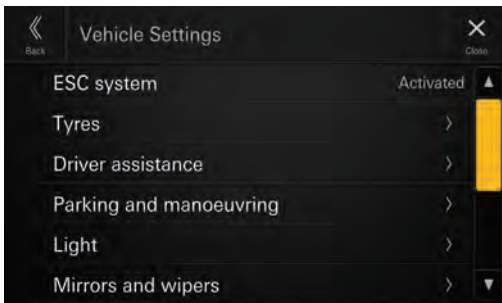 Vehicle Settings
Back
Close
ESC system Activated
Tyres
Driver assistance
Parking and manoeuvring
Light
Mirrors and wipers